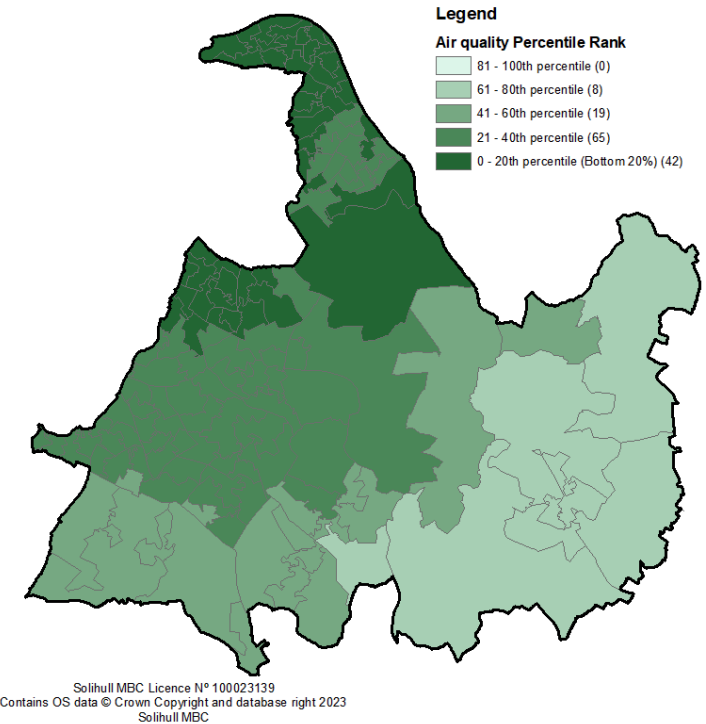 Legend
Air quality Percentile Rank
81 - 100th percentile (0)
61 - 80th percentile (8)
41 - 60th percentile (19)
21 - 40th percentile (65)
0 - 20th percentile (Bottom 20%) (42)
Solihull MBC Licence Nº 100023139
Contains OS data © Crown Copyright and database right 2023
Solihull MBC